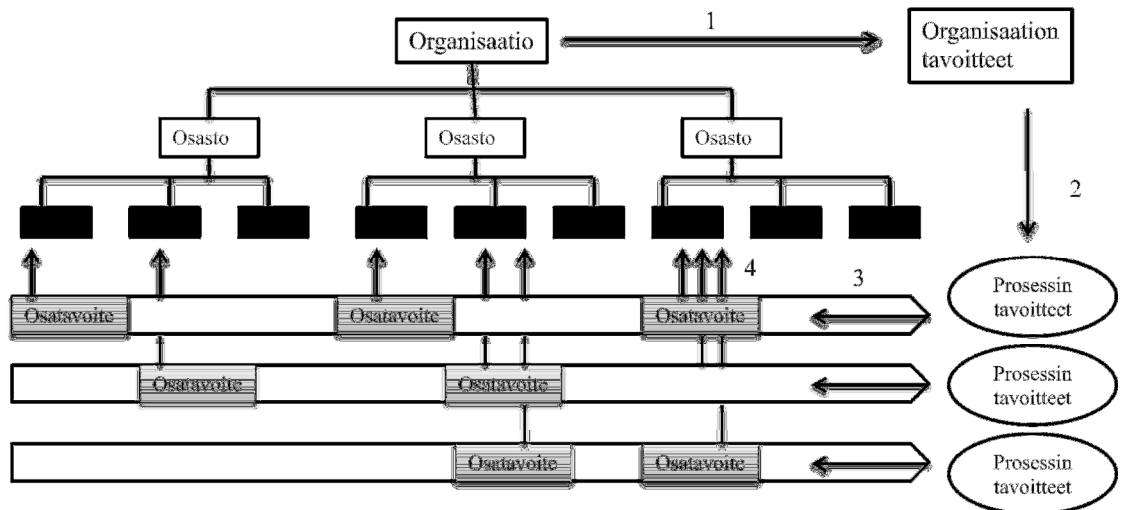 1
Organisaatio
Organisaation
tavoitteet
Osasto
Osasto
Osasto
2
4
3
Prosessin
tavoitteet
Osatavoite
Osatavoite
Osatavoite
Osatavoite
Osatavoite
Prosessin
tavoitteet
Osatavoite
Osatavoite
Prosessin
tavoitteet